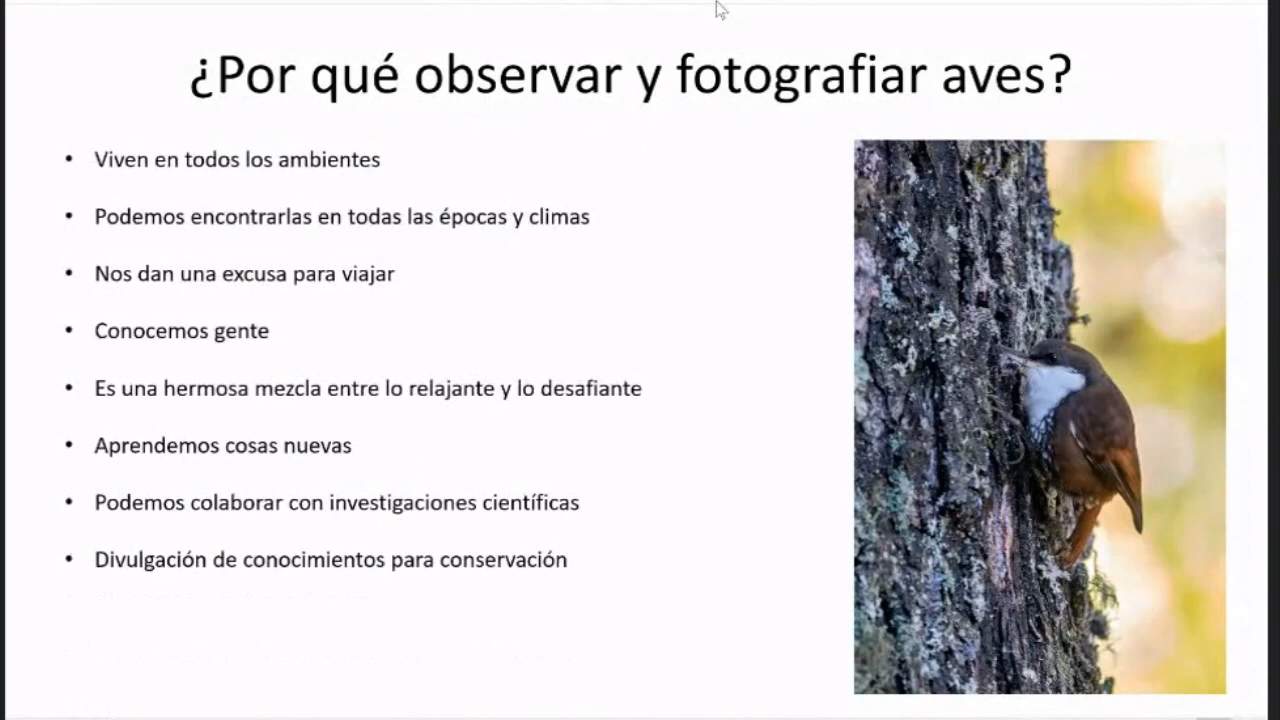 ¿Por qué observar y fotografiar aves?
• Viven en todos los ambientes
• Podemos encontrarlas en todas las épocas y climas
• Nos dan una excusa para viajar
• Conocemos gente
• Es una hermosa mezcla entre lo relajante y lo desafiante
• Aprendemos cosas nuevas
• Podemos colaborar con investigaciones científicas
• Divulgación de conocimientos para conservación